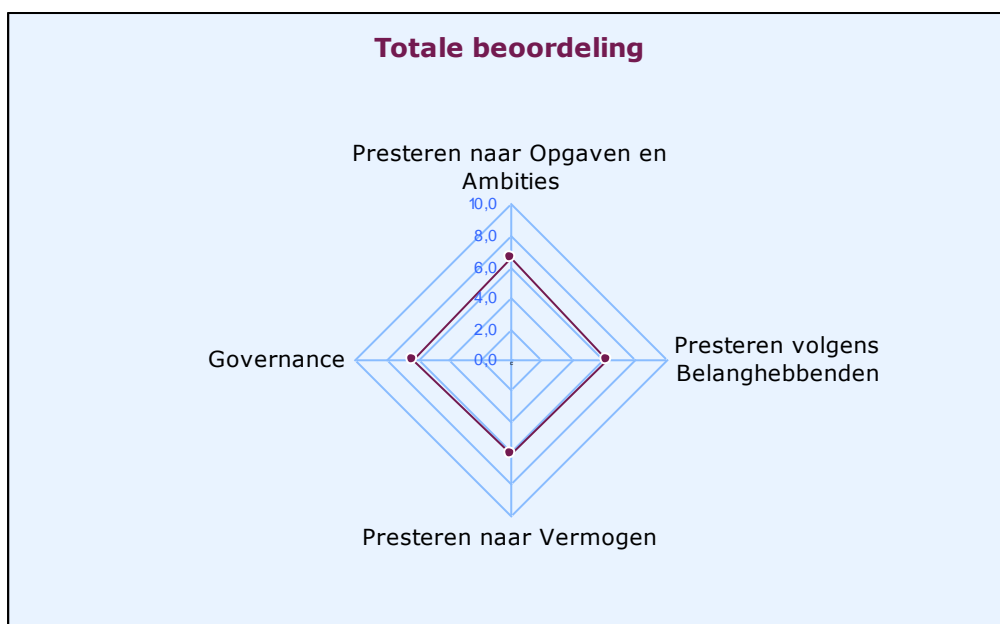 Totale beoordeling
Presteren naar Opgaven en
Ambities
10,0
8,0
6,0
4,0
2,0
0,0
Governance
Presteren volgens
Belanghebbenden
Presteren naar Vermogen